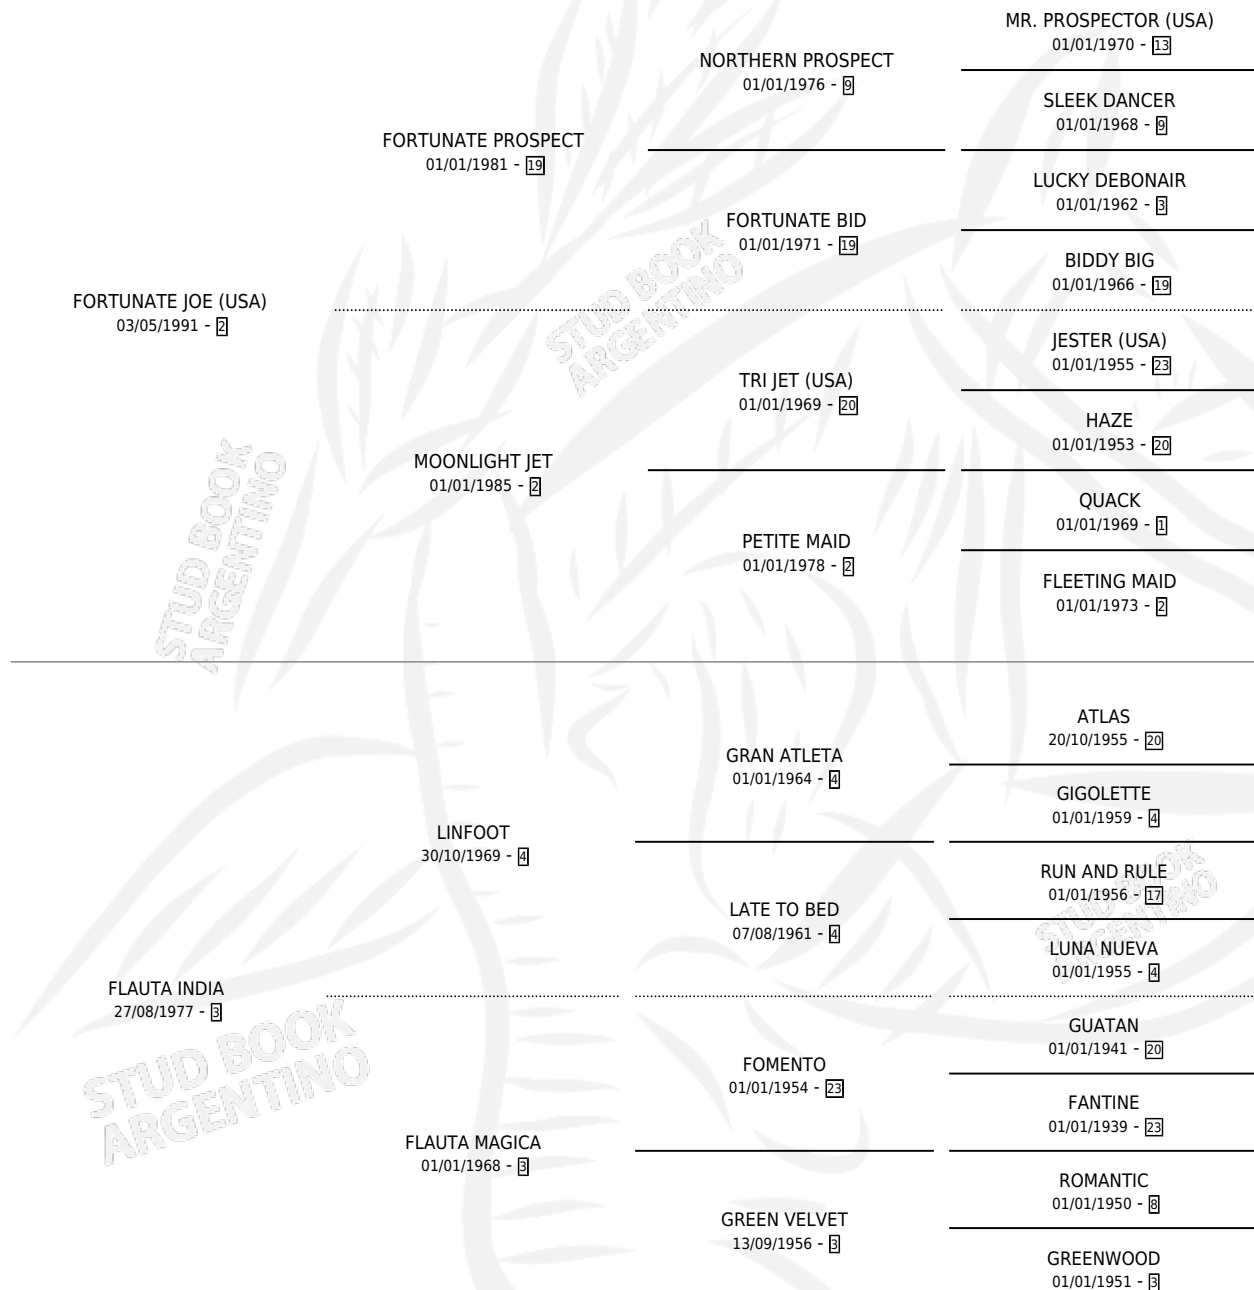 MR. PROSPECTOR (USA)
01/01/1970 - 13
NORTHERN PROSPECT
01/01/1976 - 9
SLEEK DANCER
01/01/1968 - 9
FORTUNATE PROSPECT
01/01/1981 - 19
LUCKY DEBONAIR
01/01/1962 - 3
FORTUNATE BID
01/01/1971 - 19
BIDDY BIG
01/01/1966 - 19
FORTUNATE JOE (USA)
03/05/1991 - 2
STUD BOOK
ARGENTINO
JESTER (USA)
01/01/1955 - 23
TRI JET (USA)
01/01/1969 - 20
HAZE
01/01/1953 - 20
MOONLIGHT JET
01/01/1985 - 2
QUACK
01/01/1969 - 1
PETITE MAID
01/01/1978 - 2
FLEETING MAID
01/01/1973 - 2
STUD BOOK
ARGENTINO
ATLAS
20/10/1955 - 20
GRAN ATLETA
01/01/1964 - 4
GIGOLETTE
01/01/1959 - 4
LINFOOT
30/10/1969 - 4
RUN AND RULE
01/01/1956 - 17
LATE TO BED
07/08/1961 - 4
STUD BOOK
ARGENTINO
LUNA NUEVA
01/01/1955 - 4
FLAUTA INDIA
27/08/1977 - 3
STUD BOOK
ARGENTINO
GUATAN
01/01/1941 - 20
FOMENTO
01/01/1954 - 23
FANTINE
01/01/1939 - 23
FLAUTA MAGICA
01/01/1968 - 3
ROMANTIC
01/01/1950 - 8
GREEN VELVET
13/09/1956 - 3
GREENWOOD
01/01/1951 - 3